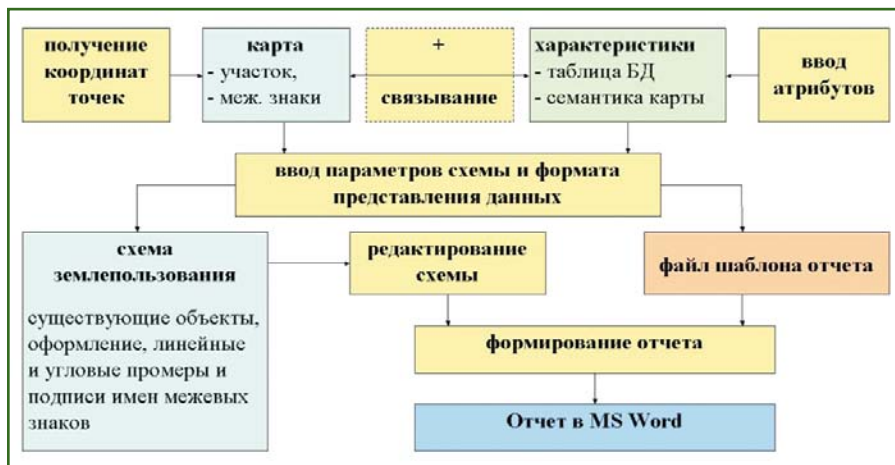 получение
координат
точек
карта
- участок,
- меж. знаки
+
связывание
характеристики
- таблица БД
- семантика карты
ввод
атрибутов
ввод параметров схемы и формата
представления данных
схема
землепользования
существующие объекты,
оформление, линейные
и угловые промеры и
подписи имен межевых
знаков
редактирование
схемы
файл шаблона отчета
формирование отчета
Отчет в MS Word